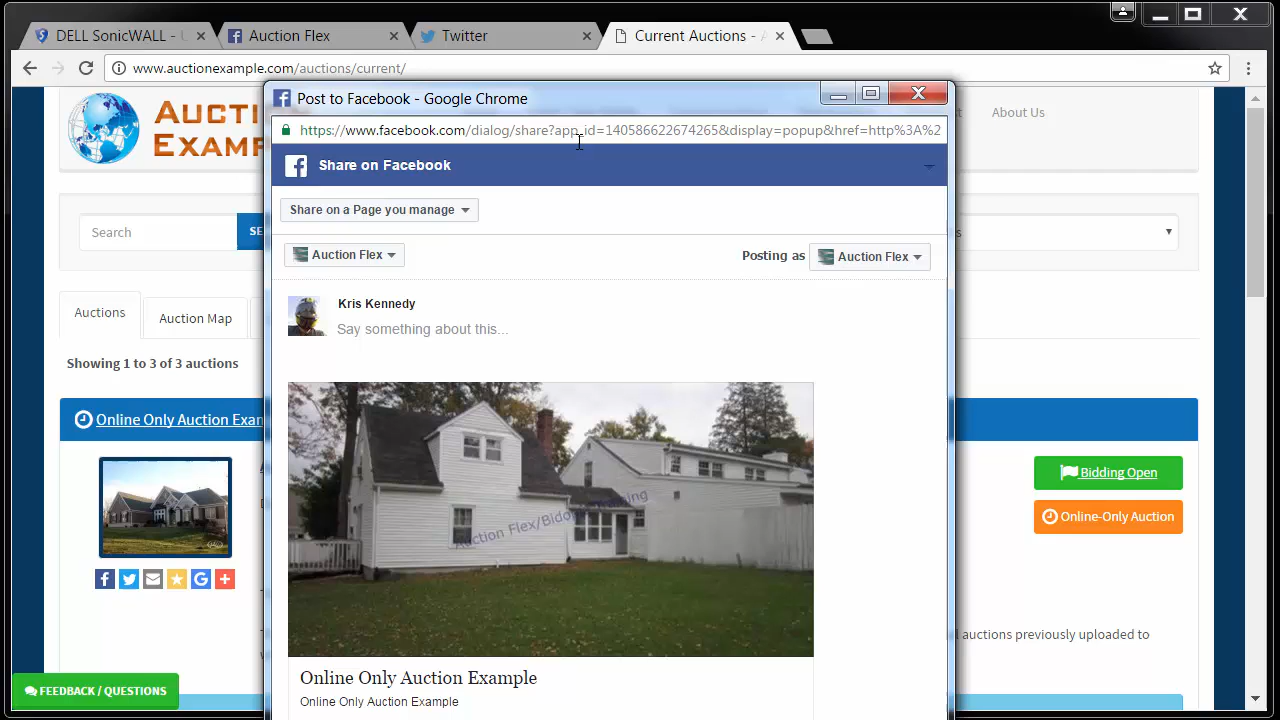 DELL SonicWALL - U
Auction Flex
Twitter
Current Auctions - A
www.auctionexample.com/auctions/current/
Post to Facebook - Google Chrome
https://www.facebook.com/dialog/share?app_id=140586622674265&display=popup&href=http%3A%2
AUCTI
EXAMP
About Us
Share on Facebook
Share on a Page you manage
Search
SE
Auction Flex
Posting as
Auction Flex
Auctions
Auction Map
Kris Kennedy
Say something about this...
Showing 1 to 3 of 3 auctions
Online Only Auction Exan
Bidding Open
Online-Only Auction
l auctions previously uploaded to
Online Only Auction Example
Online Only Auction Example
FEEDBACK / QUESTIONS